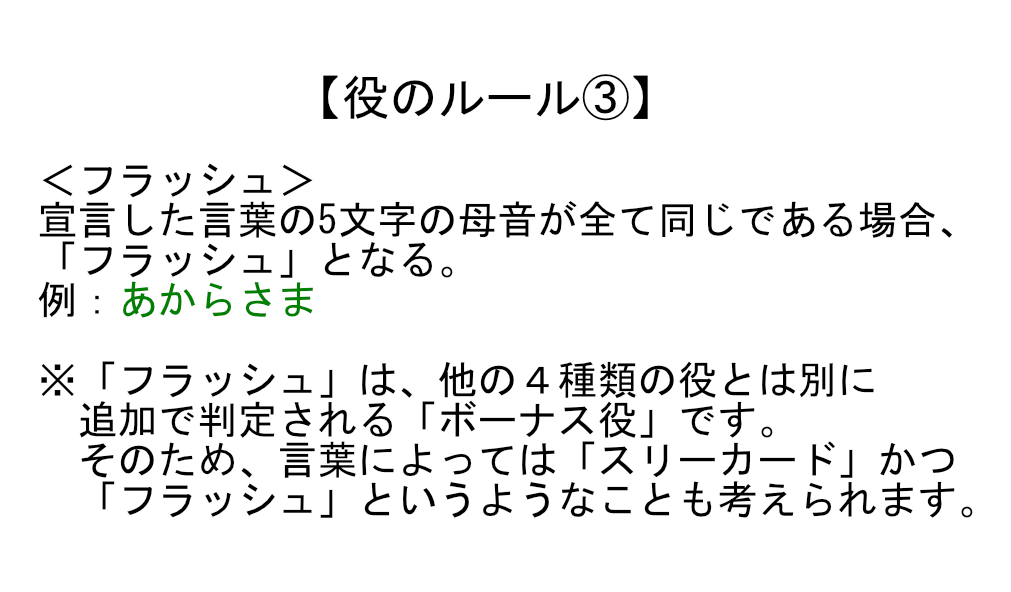 【役のルール③】
＜フラッシュ＞
宣言した言葉の5文字の母音が全て同じである場合、
「フラッシュ」となる。
例：あからさま
※「フラッシュ」は、他の４種類の役とは別に
追加で判定される「ボーナス役」です。
そのため、言葉によっては「スリーカード」かつ
「フラッシュ」というようなことも考えられます。